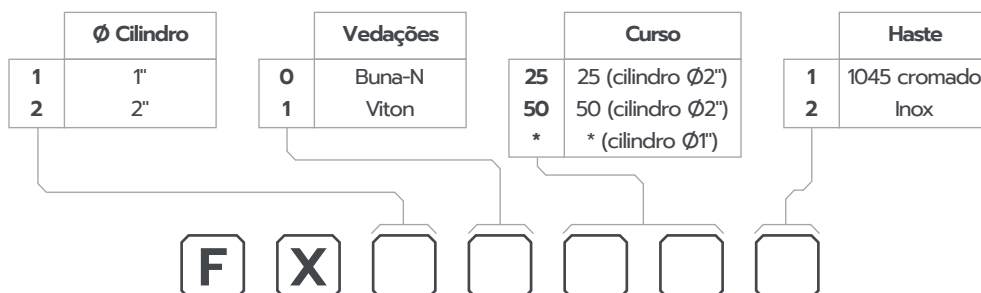 Ø Cilindro
1 1"
2 2"
Vedações
0 Buna-N
1 Viton
Curso
25 25 (cilindro Ø2")
50 50 (cilindro Ø2")
* * (cilindro Ø1")
Haste
1 1045 cromado
2 Inox
F X